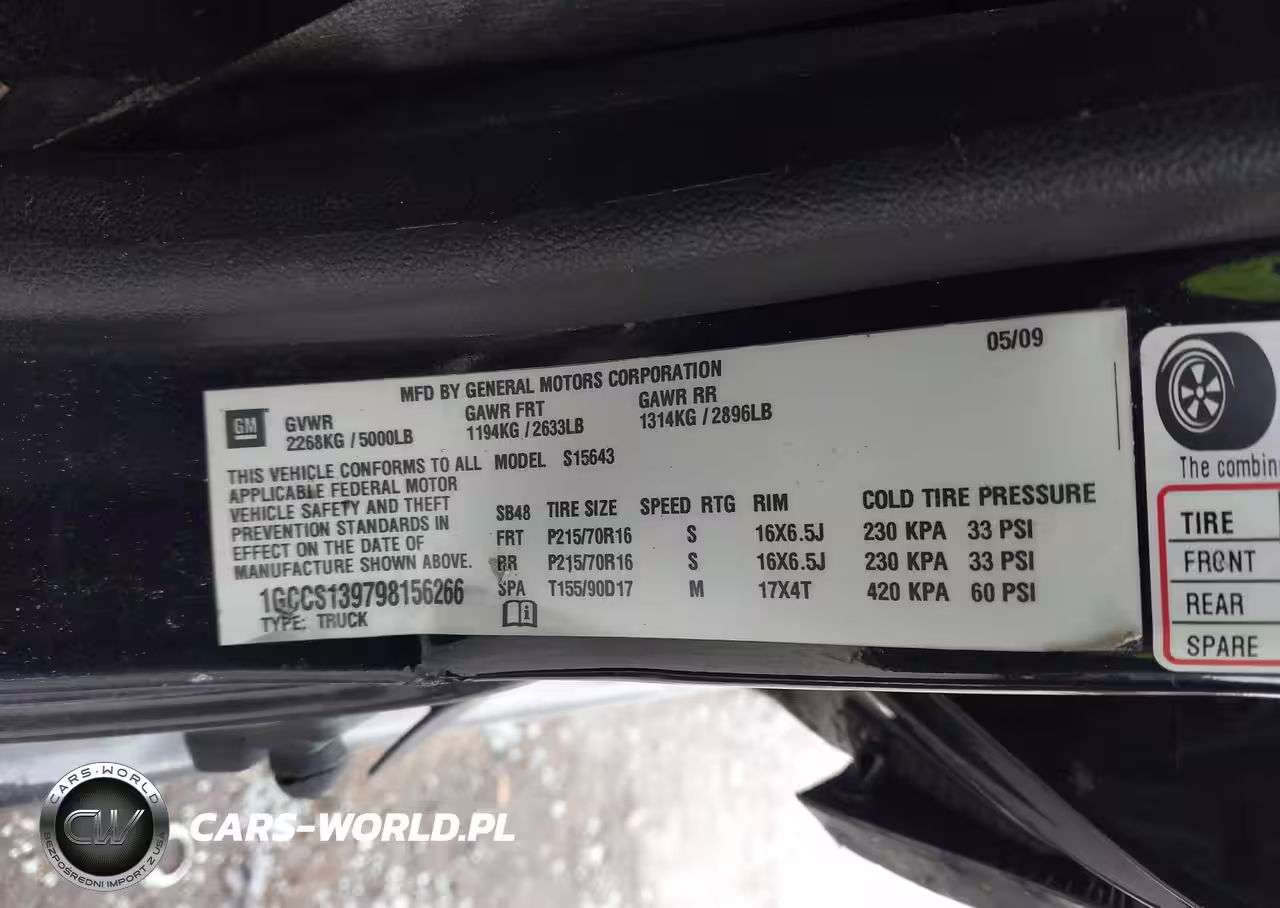 05/09
MFD BY GENERAL MOTORS CORPORATION
GM
GVWR GAWR FRT GAWR RR
2268KG / 5000LB 1194KG / 2633LB 1314KG / 2896LB
THIS VEHICLE CONFORMS TO ALL
APPLICABLE FEDERAL MOTOR
VEHICLE SAFETY AND THEFT
PREVENTION STANDARDS IN
EFFECT ON THE DATE OF
MANUFACTURE SHOWN ABOVE.
1GCCS139798156266
TYPE: TRUCK
MODEL S15643
SB48 TIRE SIZE SPEED RTG RIM COLD TIRE PRESSURE
FRT P215/70R16 S 16X6.5J 230 KPA 33 PSI
RR P215/70R16 S 16X6.5J 230 KPA 33 PSI
SPA T155/90D17 M 17X4T 420 KPA 60 PSI
The combin
TIRE
FRONT
REAR
SPARE
CARS-WORLD
CW
BEZPOŚREDNI IMPORT Z USA
CARS-WORLD.PL